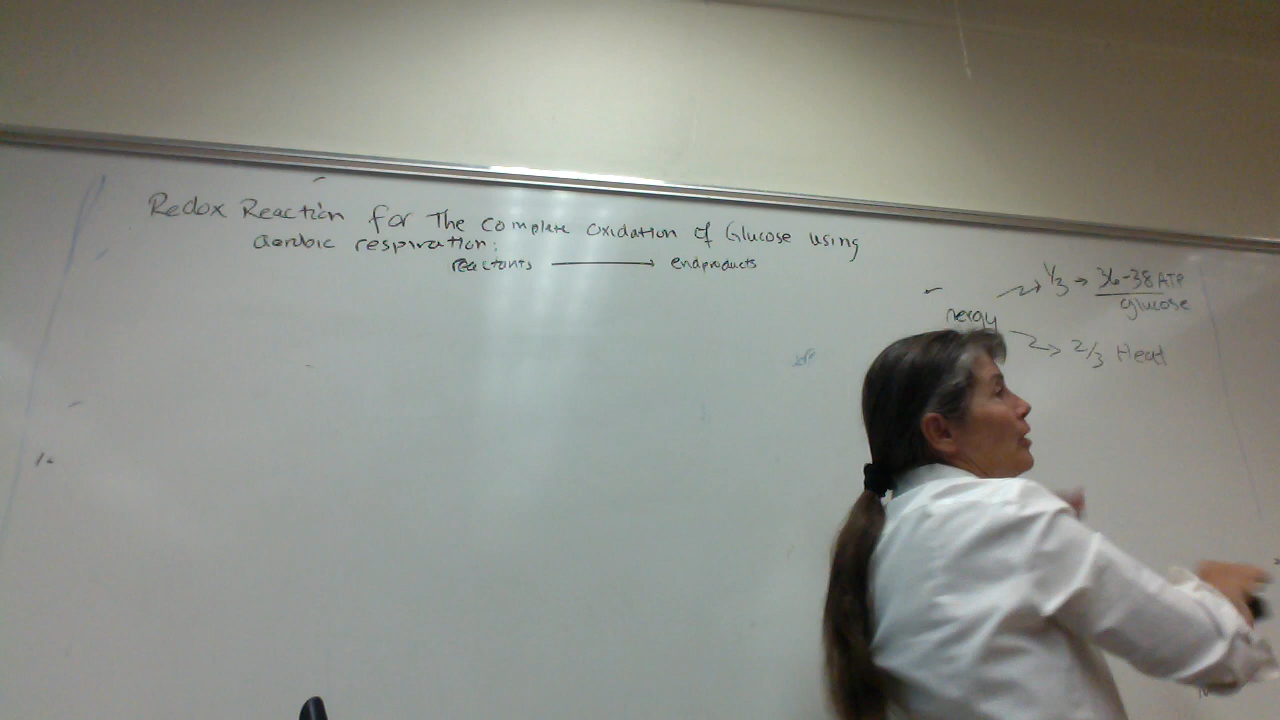 Redox Reaction for The Complete Oxidation of Glucose using
aerobic respiration:
reactants → endproducts
1/3 → 36-38 ATP
glucose
nergy
2/3 Heat